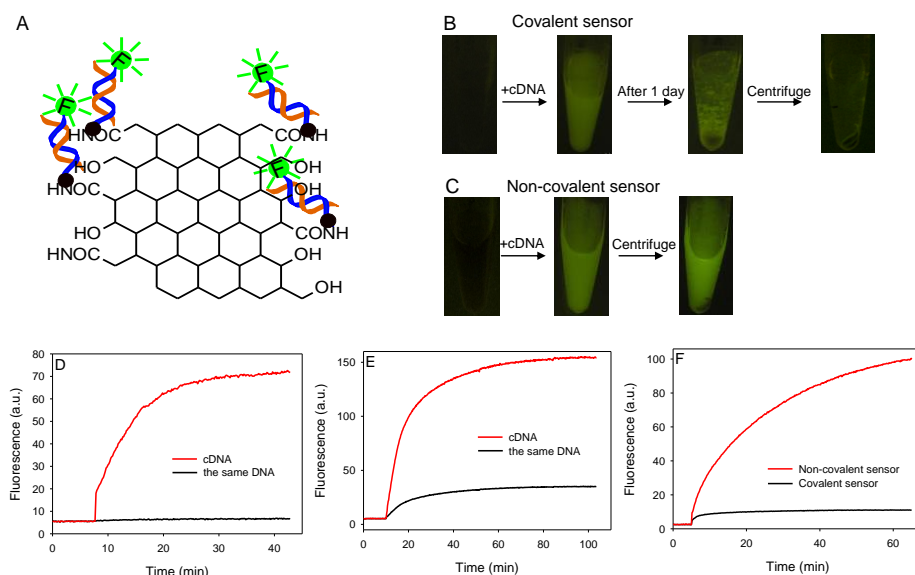 A
F
F
F
F
HNOC
CONH
HO
OH
HNOC
OH
HO
CONH
HNOC
OH
OH
B
Covalent sensor
+cDNA
After 1 day
Centrifuge
C
Non-covalent sensor
+cDNA
Centrifuge
D
80
70
60
50
40
30
20
10
0
Fluorescence (a.u.)
cDNA
the same DNA
0 10 20 30 40
Time (min)
E
150
100
50
0
Fluorescence (a.u.)
cDNA
the same DNA
0 20 40 60 80 100
Time (min)
F
100
80
60
40
20
0
Fluorescence (a.u.)
Non-covalent sensor
Covalent sensor
0 20 40 60
Time (min)